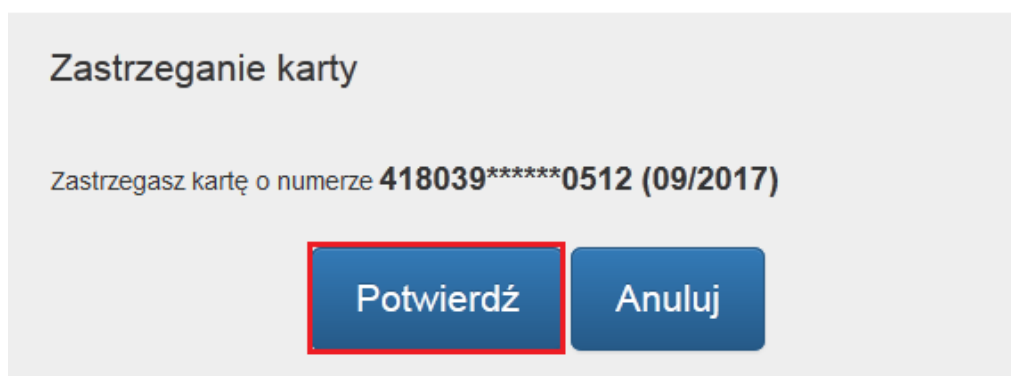 Zastrzeganie karty
Zastrzegasz kartę o numerze 418039******0512 (09/2017)
Potwierdź Anuluj